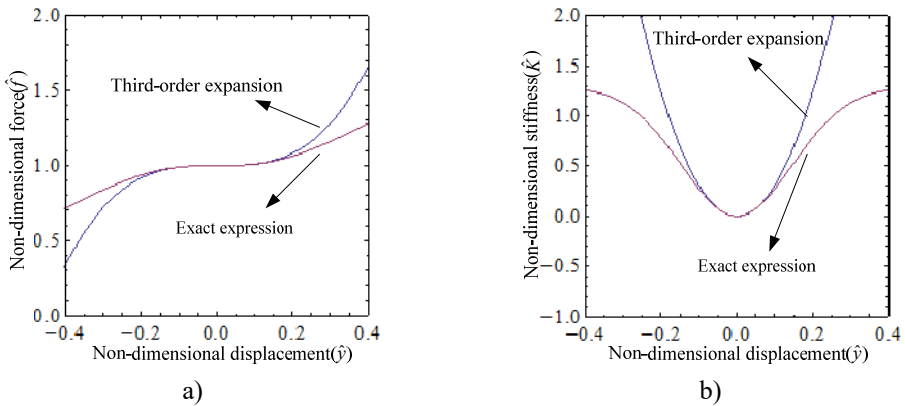 2.0
1.5
1.0
0.5
0.0
Non-dimensional force(f̂)
Third-order expansion
Exact expression
−0.4 −0.2 0.0 0.2 0.4
Non-dimensional displacement(ŷ)
a)
2.0
1.5
1.0
0.5
0.0
−0.5
−1.0
Non-dimensional stiffness(K̂)
Third-order expansion
Exact expression
−0.4 −0.2 0.0 0.2 0.4
Non-dimensional displacement(ŷ)
b)